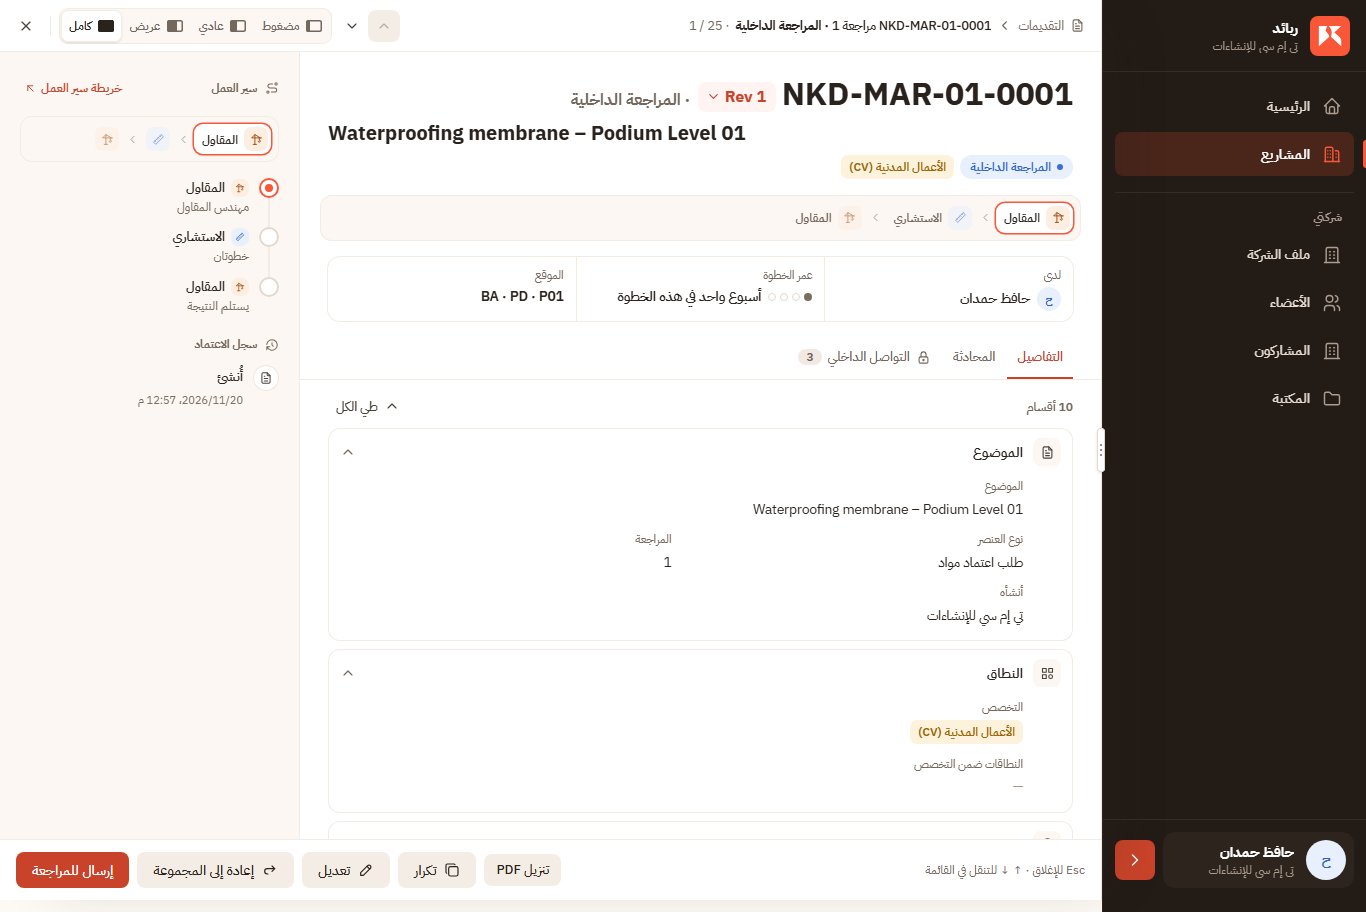 ربائد
تي إم سي للإنشاءات
الرئيسية
المشاريع
شركتي
ملف الشركة
الأعضاء
المشاركون
المكتبة
حافظ حمدان
تي إم سي للإنشاءات
ح
التقديمات
NKD-MAR-01-0001 مراجعة 1 · المراجعة الداخلية · 25 / 1
مضغوط
عادي
عريض
كامل
NKD-MAR-01-0001 Rev 1 · المراجعة الداخلية
Waterproofing membrane – Podium Level 01
المراجعة الداخلية
الأعمال المدنية (CV)
المقاول
الاستشاري
المقاول
لدى
ح حافظ حمدان
عمر الخطوة
أسبوع واحد في هذه الخطوة
الموقع
BA · PD · P01
التفاصيل
المحادثة
التواصل الداخلي 3
10 أقسام
طي الكل
الموضوع
الموضوع
Waterproofing membrane – Podium Level 01
نوع العنصر
طلب اعتماد مواد
المراجعة
1
أنشأه
تي إم سي للإنشاءات
النطاق
التخصص
الأعمال المدنية (CV)
النطاقات ضمن التخصص
—
سير العمل
خريطة سير العمل
المقاول
المقاول
مهندس المقاول
الاستشاري
خطوتان
المقاول
يستلم النتيجة
سجل الاعتماد
أُنشئ
2026/11/20، 12:57 م
Esc للإغلاق · ↑ ↓ للتنقل في القائمة
تنزيل PDF
تكرار
تعديل
إعادة إلى المجموعة
إرسال للمراجعة